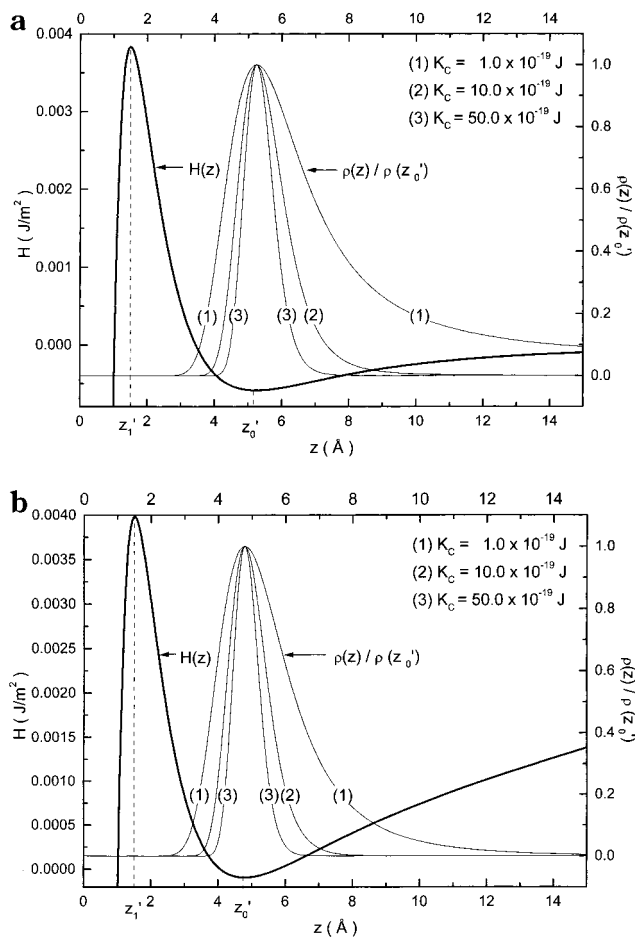 a
0 2 4 6 8 10 12 14
0.004
0.003
0.002
0.001
0.000
H ( J/m²)
(1) K_C = 1.0 x 10⁻¹⁹ J
(2) K_C = 10.0 x 10⁻¹⁹ J
(3) K_C = 50.0 x 10⁻¹⁹ J
H(z)
ρ(z) / ρ (z₀')
(1) (3) (3) (2) (1)
1.0
0.8
0.6
0.4
0.2
0.0
ρ(z) / ρ(z₀')
0 z₁' 2 4 z₀' 6 8 10 12 14
z ( Å )
b
0 2 4 6 8 10 12 14
0.0040
0.0035
0.0030
0.0025
0.0020
0.0015
0.0010
0.0005
0.0000
H ( J/m²)
(1) K_C = 1.0 x 10⁻¹⁹ J
(2) K_C = 10.0 x 10⁻¹⁹ J
(3) K_C = 50.0 x 10⁻¹⁹ J
H(z)
ρ(z) / ρ (z₀')
(1) (3) (3) (2) (1)
1.0
0.8
0.6
0.4
0.2
0.0
ρ(z) / ρ (z₀')
0 z₁' 2 4 z₀' 6 8 10 12 14
z ( Å )